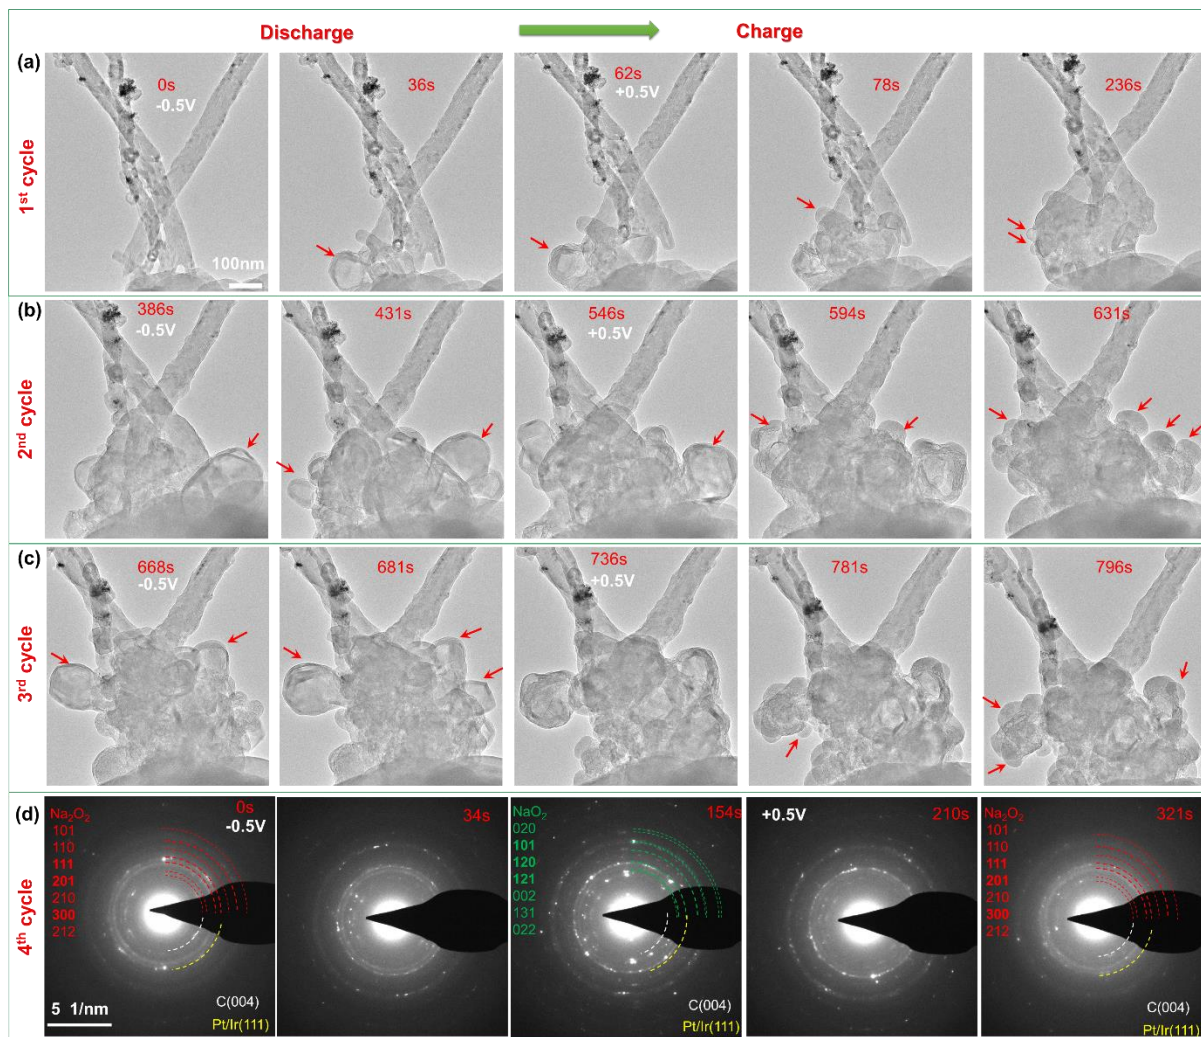 Discharge Charge
(a)
1st cycle
0s
-0.5V
100nm
36s
62s
+0.5V
78s
236s
(b)
2nd cycle
386s
-0.5V
431s
546s
+0.5V
594s
631s
(c)
3rd cycle
668s
-0.5V
681s
736s
+0.5V
781s
796s
(d)
4th cycle
Na₂O₂
101
110
111
201
210
300
212
0s
-0.5V
C(004)
Pt/Ir(111)
5 1/nm
34s
NaO₂
020
101
120
121
002
131
022
154s
C(004)
Pt/Ir(111)
+0.5V
210s
Na₂O₂
101
110
111
201
210
300
212
321s
C(004)
Pt/Ir(111)